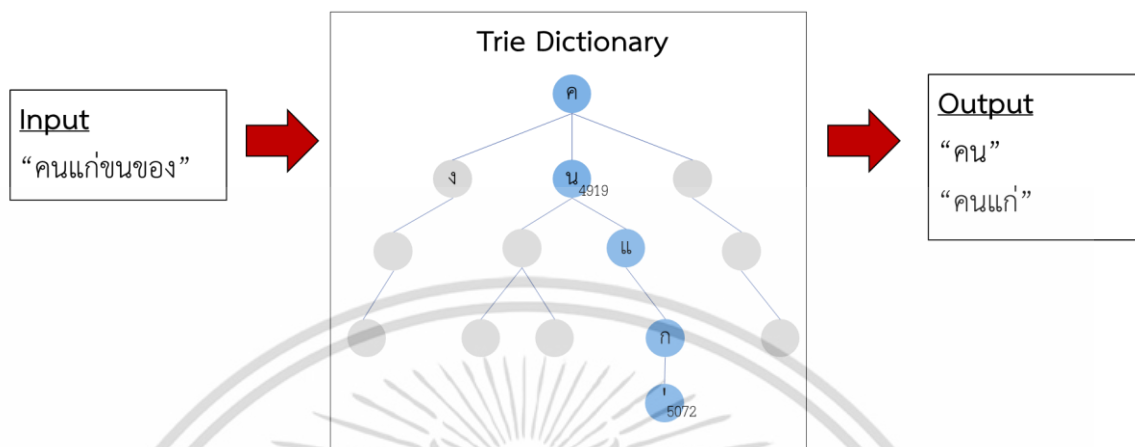 Input
“คนแก่ขนของ”
Trie Dictionary
ค
ง
น
4919
แ
ก
่
5072
Output
“คน”
“คนแก่”